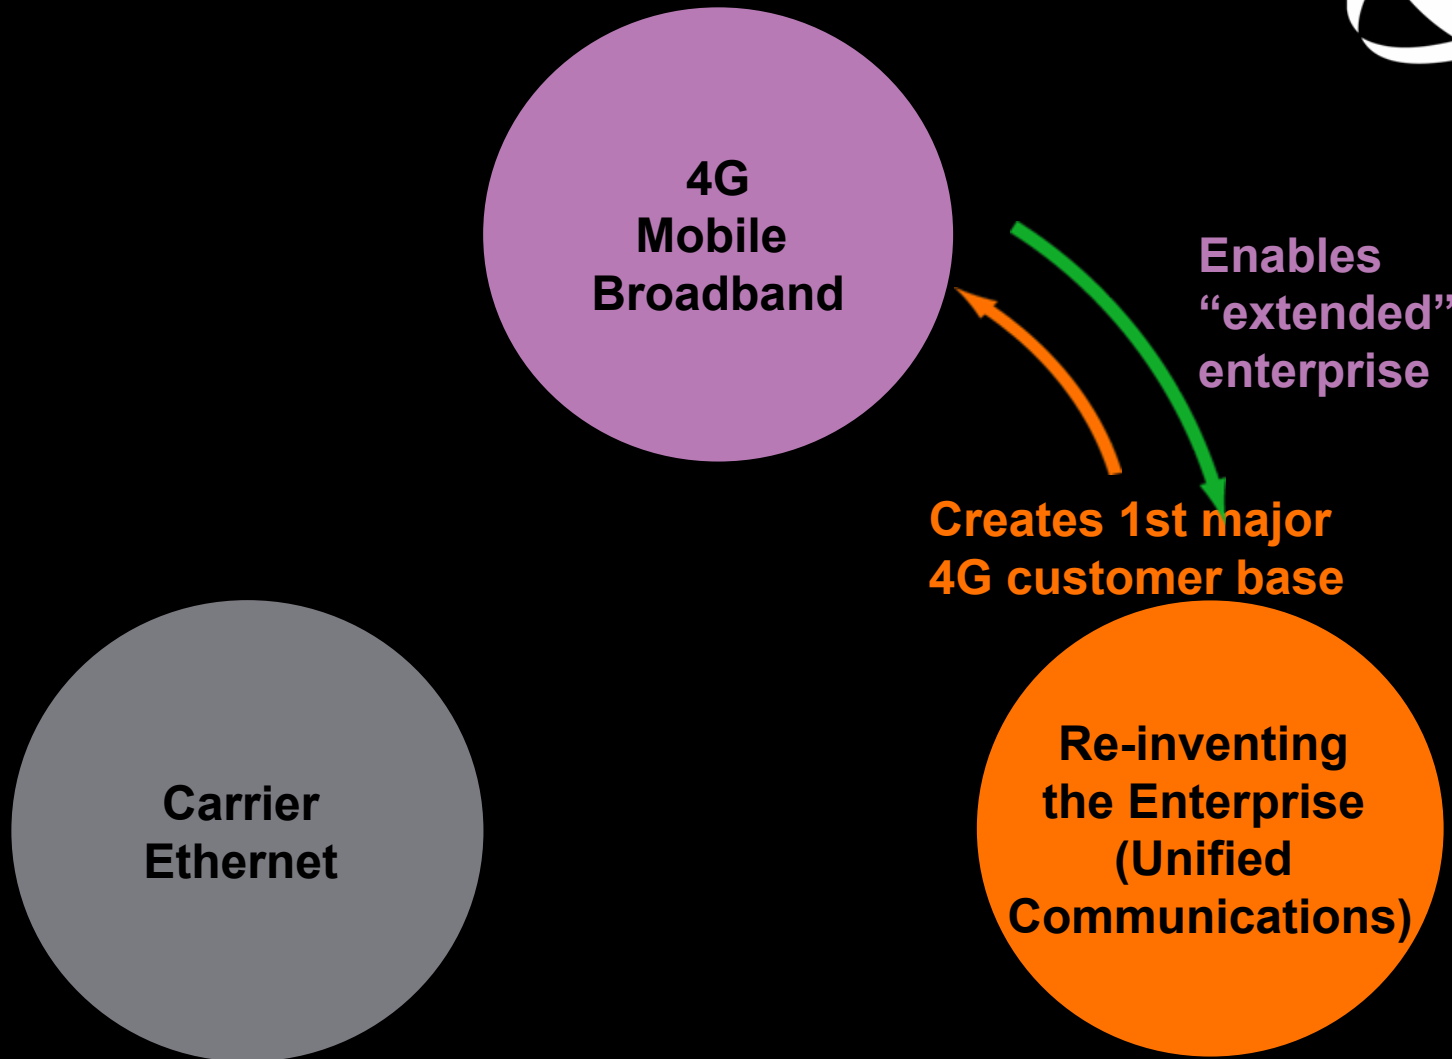 4G
Mobile
Broadband
Enables
“extended”
enterprise
Creates 1st major
4G customer base
Carrier
Ethernet
Re-inventing
the Enterprise
(Unified
Communications)